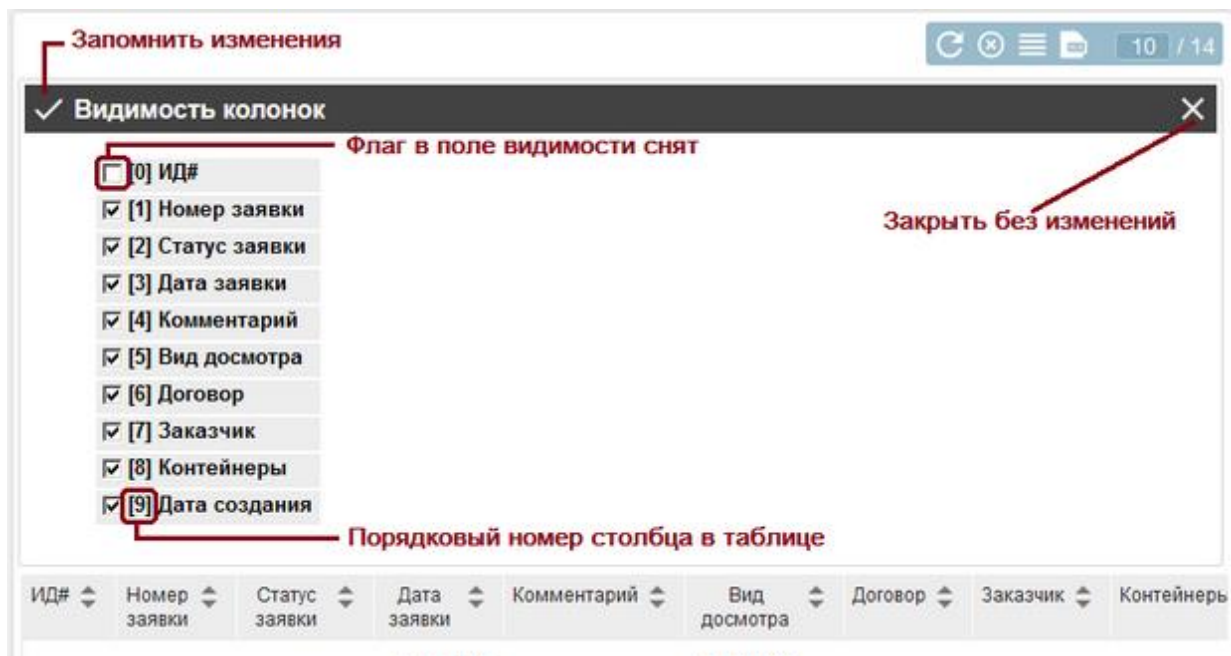 Запомнить изменения
10 / 14
Видимость колонок
Флаг в поле видимости снят
[0] ИД#
[1] Номер заявки
Закрыть без изменений
[2] Статус заявки
[3] Дата заявки
[4] Комментарий
[5] Вид досмотра
[6] Договор
[7] Заказчик
[8] Контейнеры
[9] Дата создания
Порядковый номер столбца в таблице
ИД# Номер Статус Дата Комментарий Вид Договор Заказчик Контейнеры
заявки заявки заявки досмотра